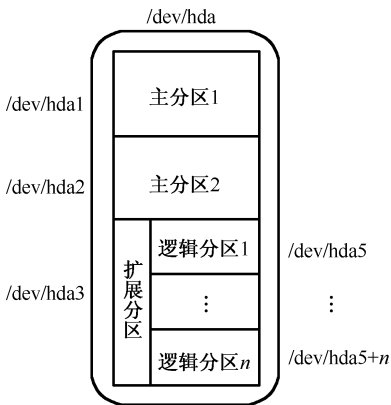 /dev/hda
/dev/hda1
主分区1
/dev/hda2
主分区2
/dev/hda3
扩展分区
逻辑分区1
/dev/hda5
⋮
⋮
逻辑分区n
/dev/hda5+n